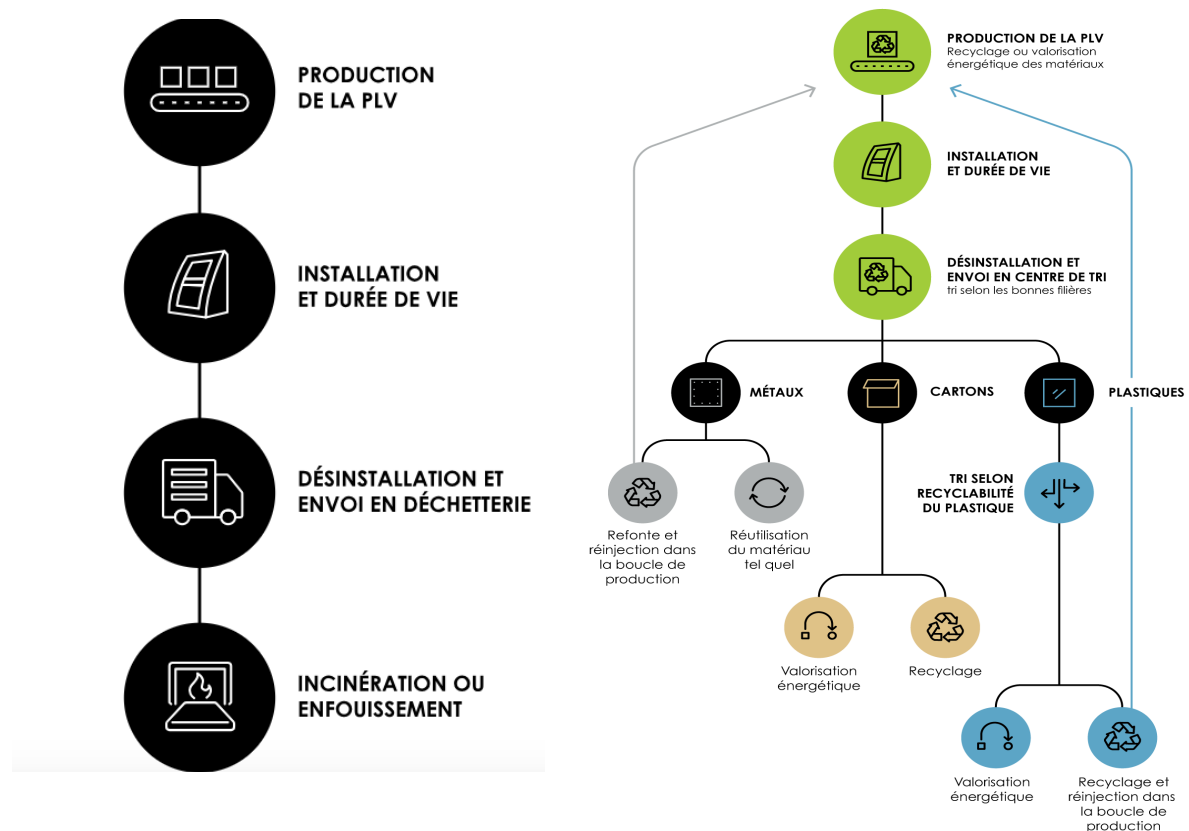 PRODUCTION
DE LA PLV
INSTALLATION
ET DURÉE DE VIE
DÉSINSTALLATION ET
ENVOI EN DÉCHETTERIE
INCINÉRATION OU
ENFOUISSEMENT
PRODUCTION DE LA PLV
Recyclage ou valorisation
énergétique des matériaux
INSTALLATION
ET DURÉE DE VIE
DÉSINSTALLATION ET
ENVOI EN CENTRE DE TRI
tri selon les bonnes filières
MÉTAUX
CARTONS
PLASTIQUES
Refonte et
réinjection dans
la boucle de
production
Réutilisation
du matériau
tel quel
TRI SELON
RECYCLABILITÉ
DU PLASTIQUE
Valorisation
énergétique
Recyclage
Valorisation
énergétique
Recyclage et
réinjection dans
la boucle de
production